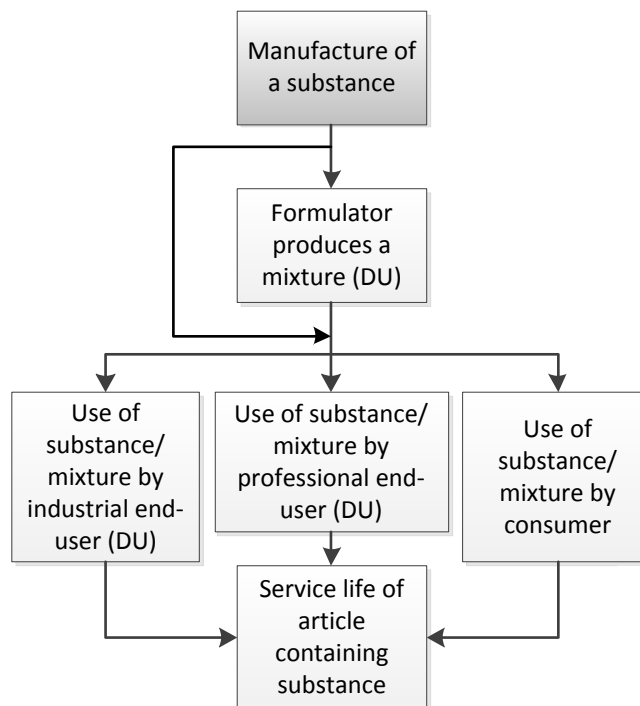 Manufacture of
a substance
Formulator
produces a
mixture (DU)
Use of
substance/
mixture by
industrial end-
user (DU)
Use of substance/
mixture by
professional end-
user (DU)
Use of
substance/
mixture by
consumer
Service life of
article
containing
substance